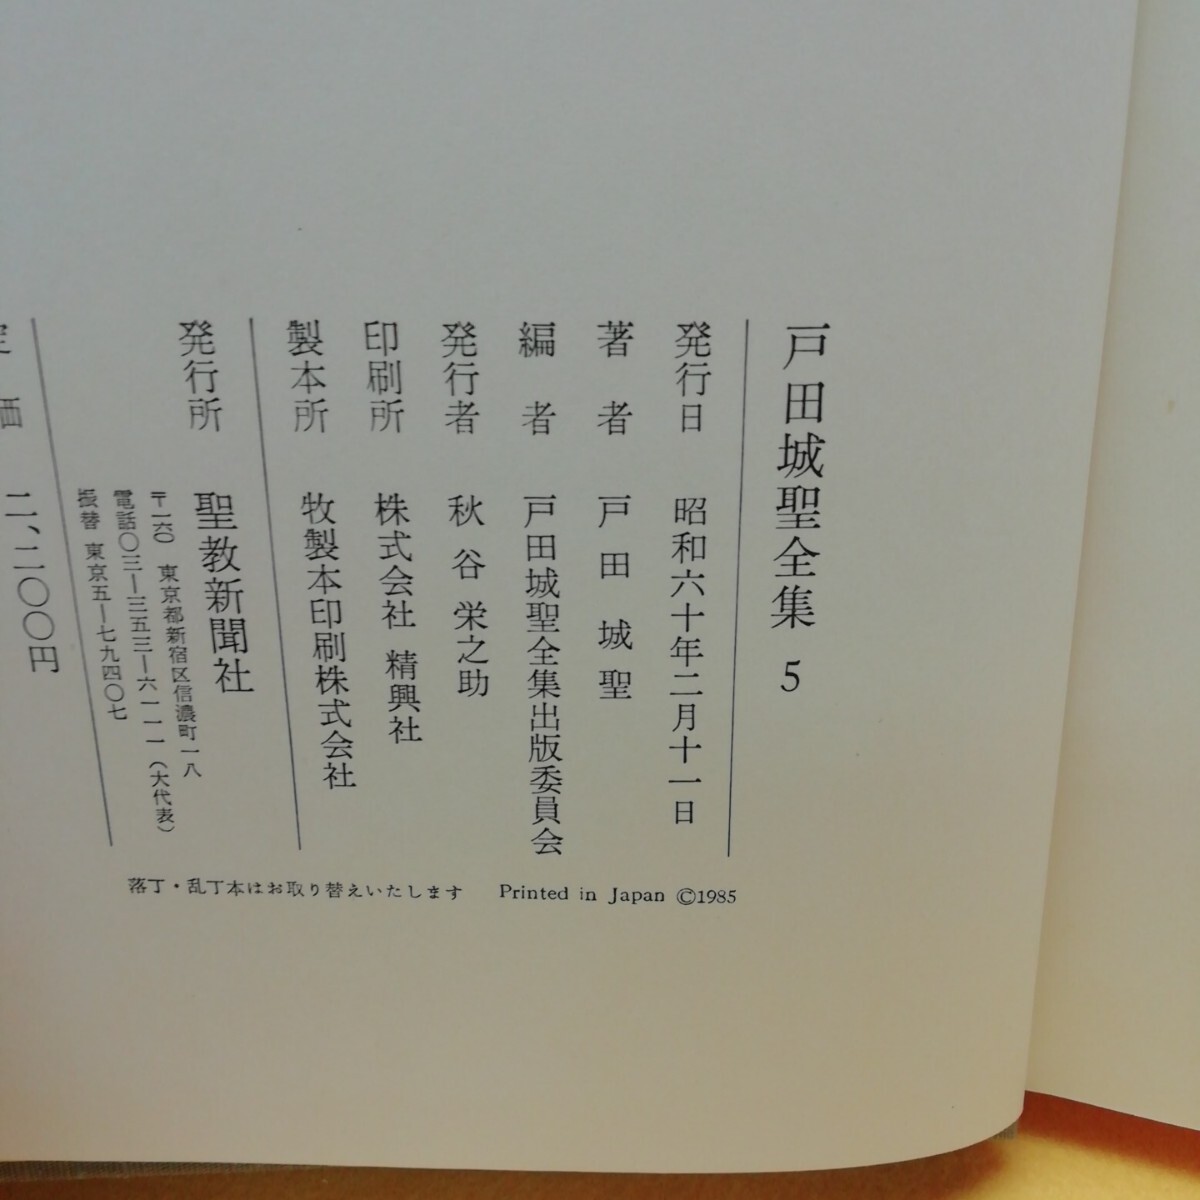 戸田城聖全集 5
発行日 昭和六十年二月十一日
著者 戸田城聖
編者 戸田城聖全集出版委員会
発行者 秋谷栄之助
印刷所 株式会社 精興社
製本所 牧製本印刷株式会社
発行所 聖教新聞社
〒一六〇 東京都新宿区信濃町一八
電話〇三―三五三―六一一一(大代表)
振替 東京五―七九四〇七
定価 二、二〇〇円
落丁・乱丁本はお取り替えいたします Printed in Japan ©1985